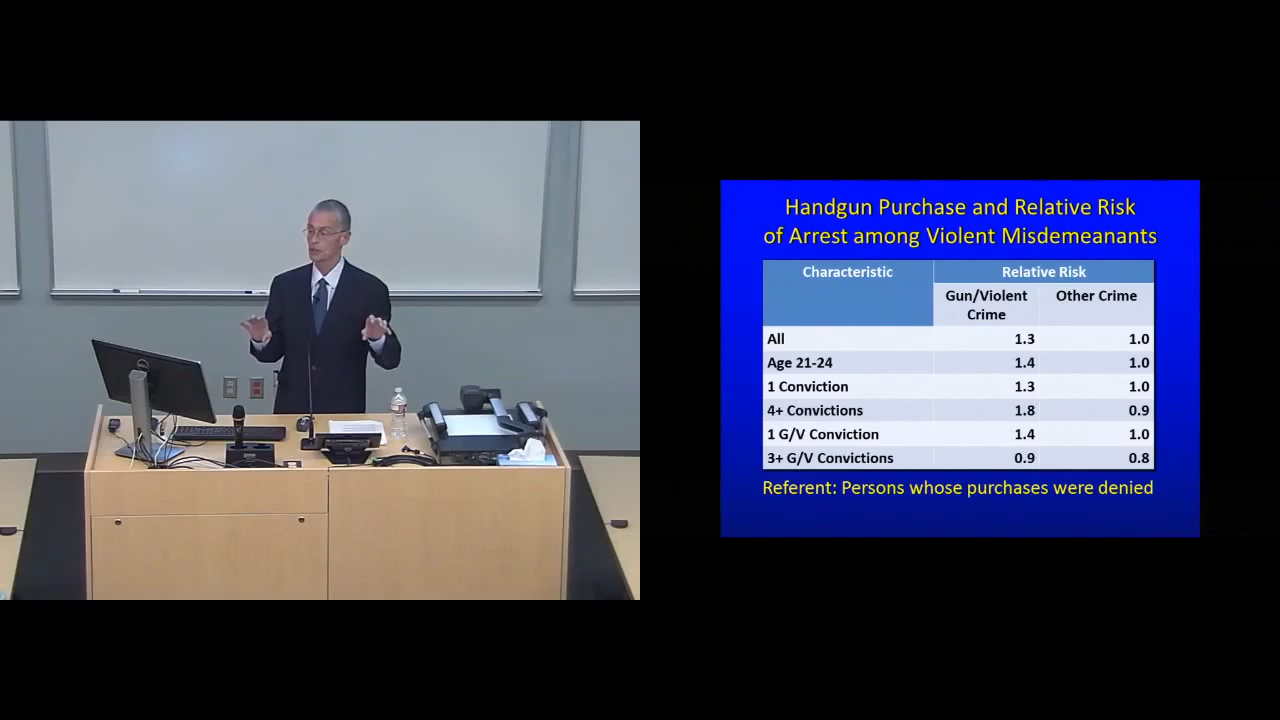 Handgun Purchase and Relative Risk
of Arrest among Violent Misdemeanants
Characteristic Relative Risk
Gun/Violent Crime Other Crime
All 1.3 1.0
Age 21-24 1.4 1.0
1 Conviction 1.3 1.0
4+ Convictions 1.8 0.9
1 G/V Conviction 1.4 1.0
3+ G/V Convictions 0.9 0.8
Referent: Persons whose purchases were denied